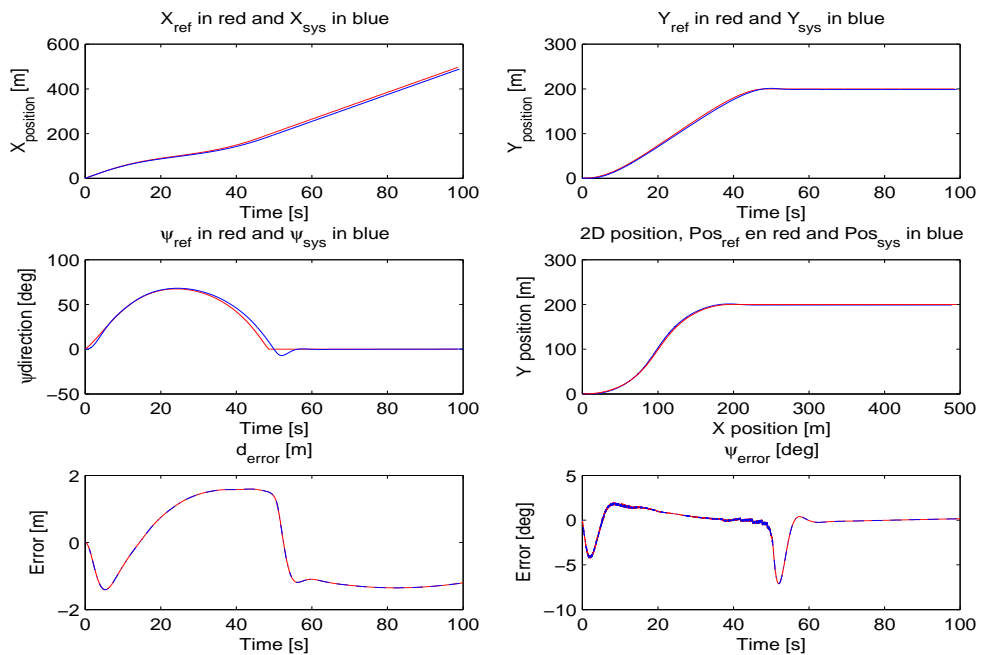 X_ref in red and X_sys in blue
X_position [m]
600
400
200
0
0 20 40 60 80 100
Time [s]
Y_ref in red and Y_sys in blue
Y_position [m]
300
200
100
0
0 20 40 60 80 100
Time [s]
ψ_ref in red and ψ_sys in blue
ψdirection [deg]
100
50
0
−50
0 20 40 60 80 100
Time [s]
2D position, Pos_ref en red and Pos_sys in blue
Y position [m]
300
200
100
0
0 100 200 300 400 500
X position [m]
d_error [m]
Error [m]
2
0
−2
0 20 40 60 80 100
Time [s]
ψ_error [deg]
Error [deg]
5
0
−5
−10
0 20 40 60 80 100
Time [s]